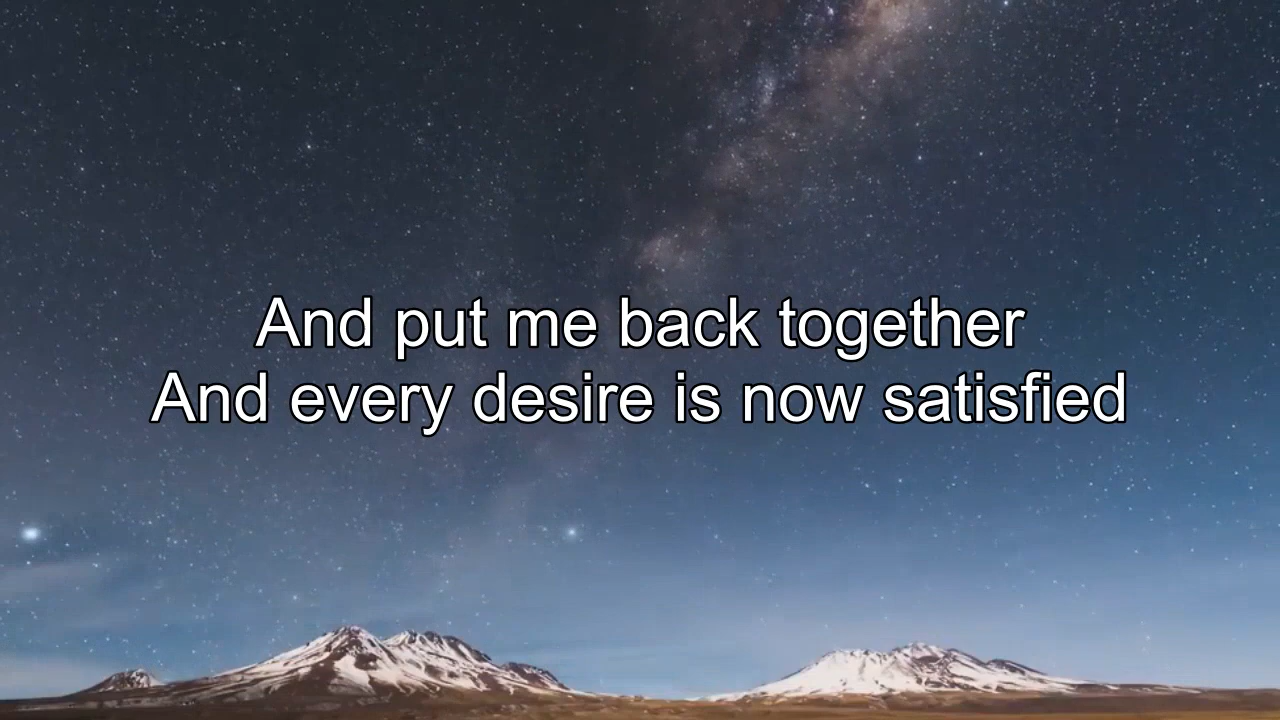 And put me back together
And every desire is now satisfied